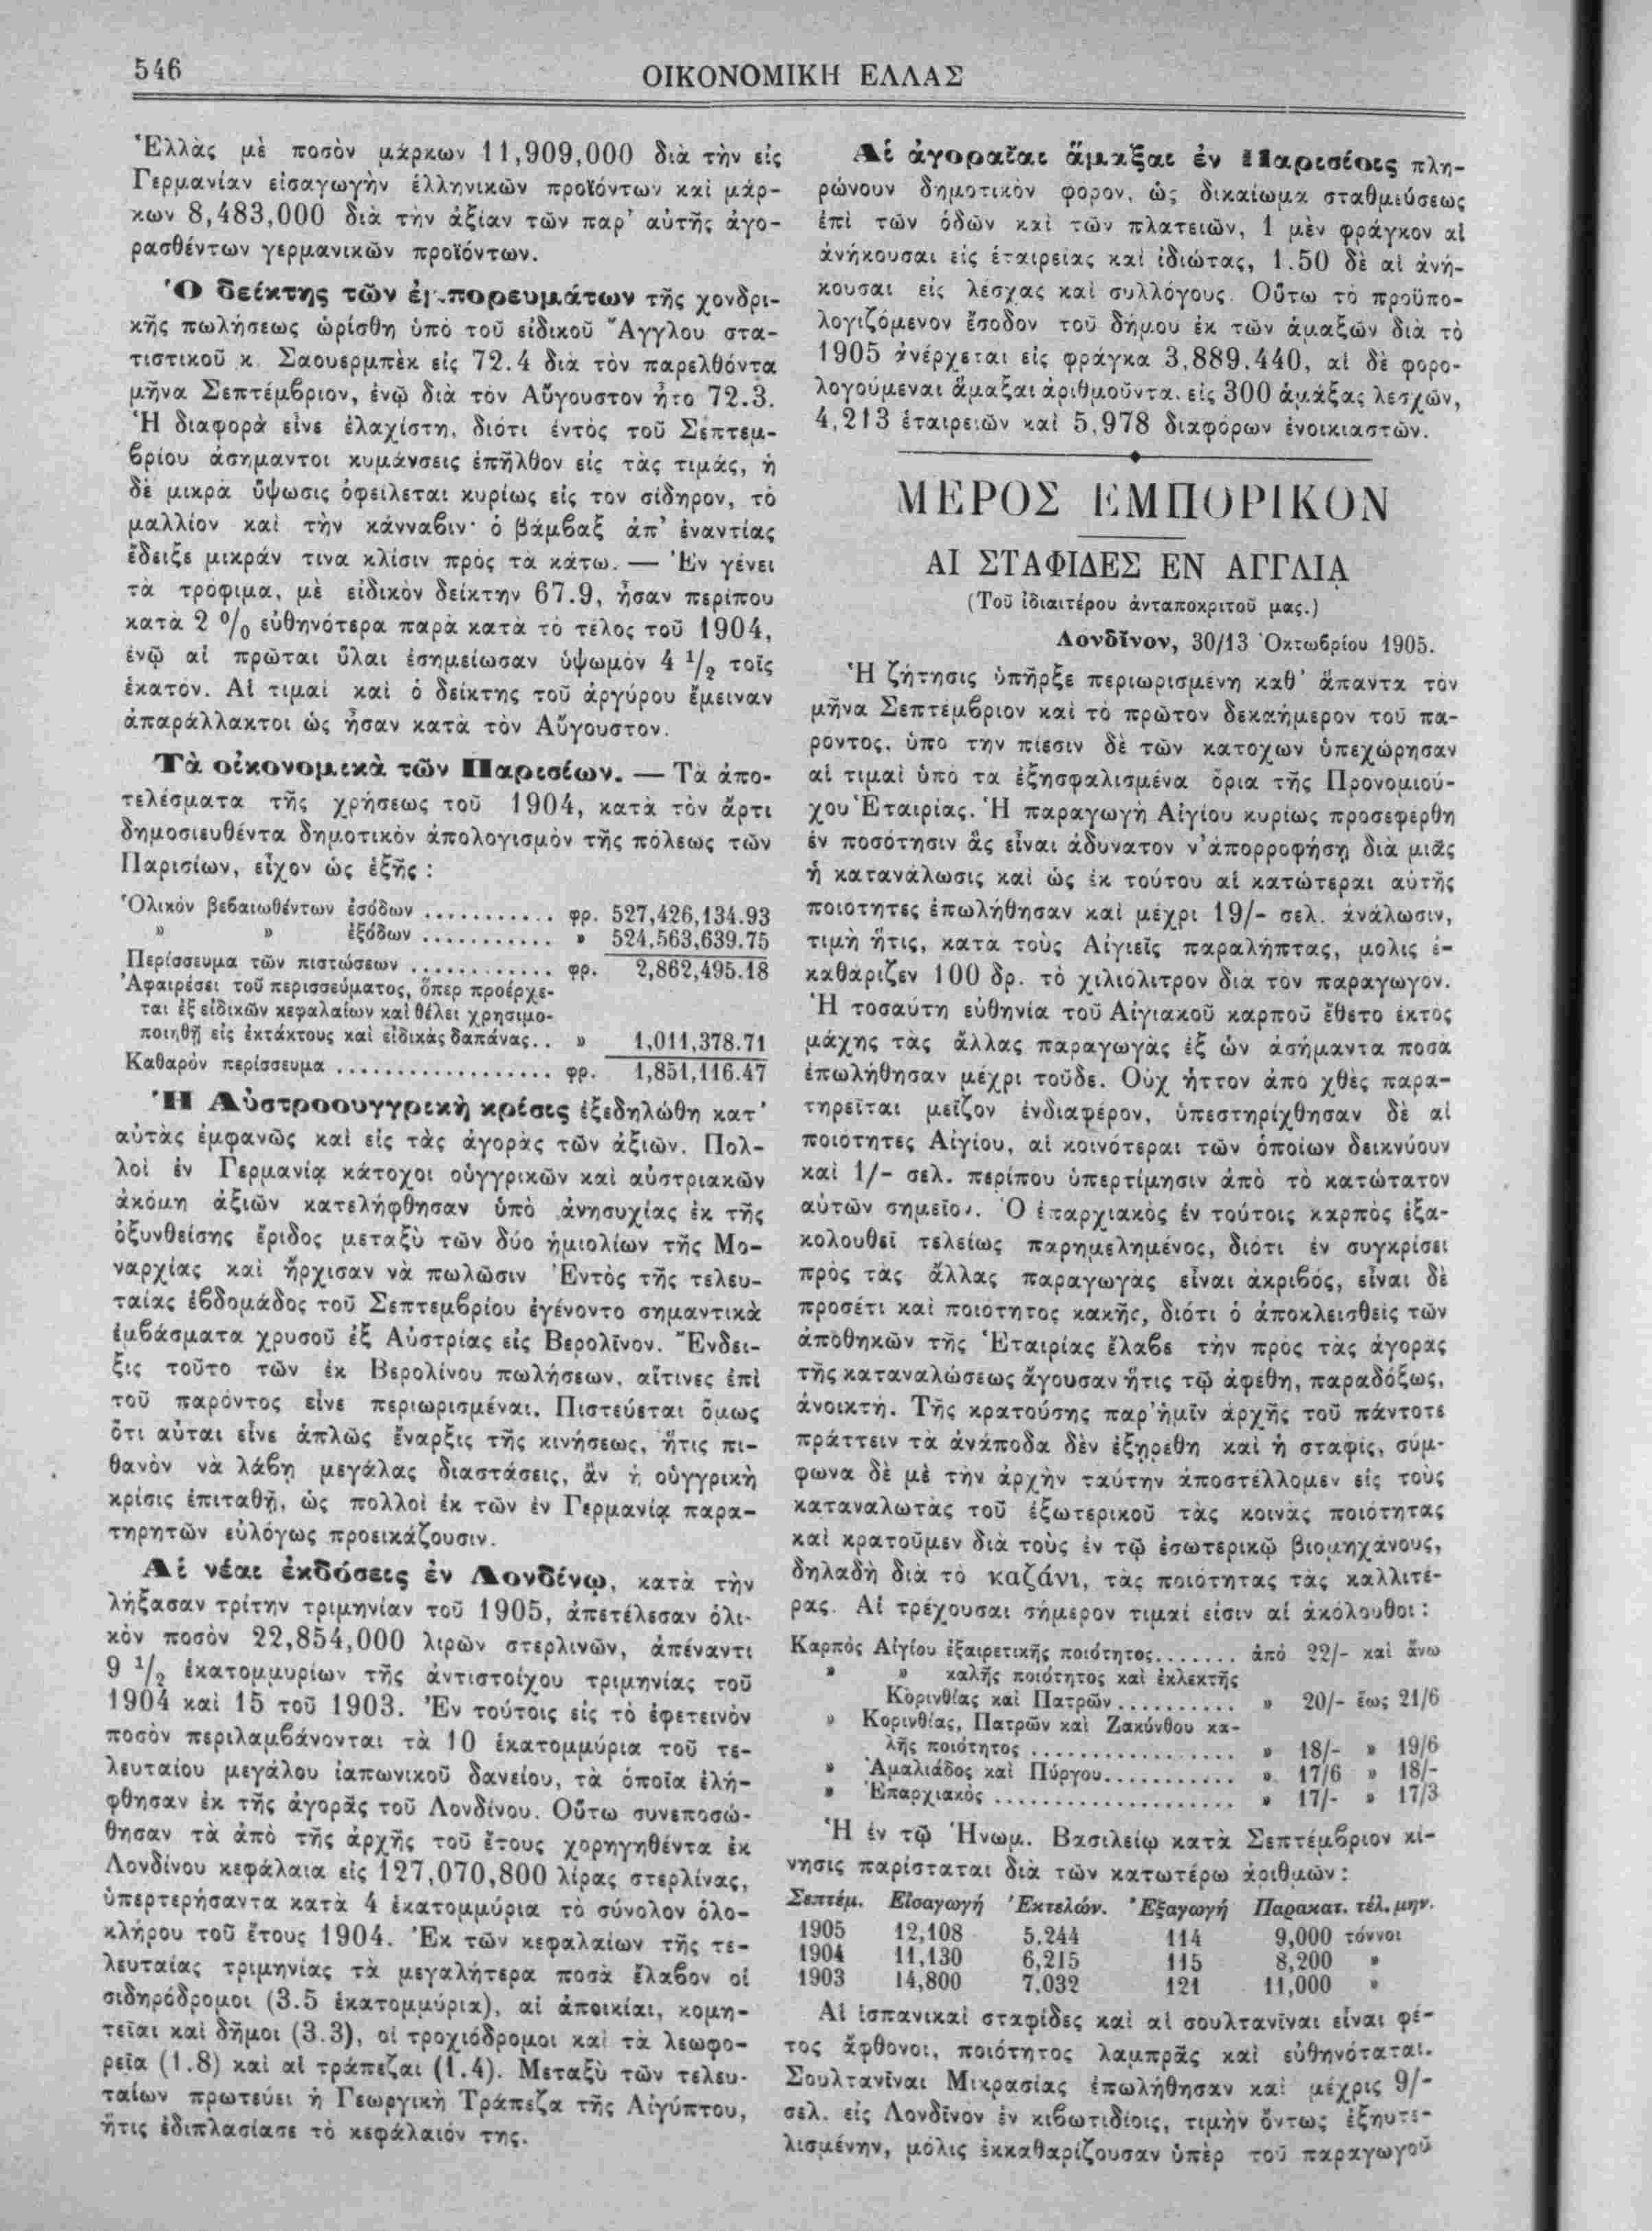 546
ΟΙΚΟΝΟΜΙΚΗ ΕΛΛΑΣ
Ἑλλὰς μὲ ποσὸν μάρκων 11,909,000 διὰ τὴν εἰς
Γερμανίαν εἰσαγωγὴν ἑλληνικῶν προϊόντων καὶ μάρ-
κων 8,483,000 διὰ τὴν ἀξίαν τῶν παρ’ αὐτῆς ἀγο-
ρασθέντων γερμανικῶν προϊόντων.
Ὁ δείκτης τῶν ἐμπορευμάτων τῆς χονδρι-
κῆς πωλήσεως ὡρίσθη ὑπὸ τοῦ εἰδικοῦ Ἄγγλου στα-
τιστικοῦ κ. Σαουερμπὲκ εἰς 72.4 διὰ τὸν παρελθόντα
μῆνα Σεπτέμβριον, ἐνῷ διὰ τὸν Αὔγουστον ἦτο 72.3.
Ἡ διαφορὰ εἶνε ἐλαχίστη, διότι ἐντὸς τοῦ Σεπτεμ-
βρίου ἀσήμαντοι κυμάνσεις ἐπῆλθον εἰς τὰς τιμάς, ἡ
δὲ μικρὰ ὕψωσις ὀφείλεται κυρίως εἰς τον σίδηρον, τὸ
μαλλίον καὶ τὴν κάνναβιν· ὁ βάμβαξ ἀπ’ ἐναντίας
ἔδειξε μικράν τινα κλίσιν πρὸς τὰ κάτω. — Ἐν γένει
τὰ τρόφιμα, μὲ εἰδικὸν δείκτην 67.9, ἦσαν περίπου
κατὰ 2 % εὐθηνότερα παρὰ κατὰ τὸ τέλος τοῦ 1904,
ἐνῷ αἱ πρῶται ὗλαι ἐσημείωσαν ὑψωμὸν 4 1/2 τοῖς
ἑκατόν. Αἱ τιμαὶ καὶ ὁ δείκτης τοῦ ἀργύρου ἔμειναν
ἀπαράλλακτοι ὡς ἦσαν κατὰ τὸν Αὔγουστον.
Τὰ οἰκονομικὰ τῶν Παρισίων. — Τὰ ἀπο-
τελέσματα τῆς χρήσεως τοῦ 1904, κατὰ τὸν ἄρτι
δημοσιευθέντα δημοτικὸν ἀπολογισμὸν τῆς πόλεως τῶν
Παρισίων, εἶχον ὡς ἑξῆς :
Ὁλικὸν βεβαιωθέντων ἐσόδων ........... φρ. 527,426,134.93
» » ἐξόδων ........... » 524.563,639.75
Περίσσευμα τῶν πιστώσεων ............ φρ. 2,862,495.18
Ἀφαιρέσει τοῦ περισσεύματος, ὅπερ προέρχε-
ται ἐξ εἰδικῶν κεφαλαίων καὶ θέλει χρησιμο-
ποιηθῆ εἰς ἐκτάκτους καὶ εἰδικὰς δαπάνας.. » 1,011,378.71
Καθαρὸν περίσσευμα .................. φρ. 1,851,116.47
Ἡ Αὐστροουγγρικὴ κρίσις ἐξεδηλώθη κατ’
αὐτὰς ἐμφανῶς καὶ εἰς τὰς ἀγορὰς τῶν ἀξιῶν. Πολ-
λοὶ ἐν Γερμανίᾳ κάτοχοι οὑγγρικῶν καὶ αὐστριακῶν
ἀκόμη ἀξιῶν κατελήφθησαν ὑπὸ ἀνησυχίας ἐκ τῆς
ὀξυνθείσης ἔριδος μεταξὺ τῶν δύο ἡμιολίων τῆς Μο-
ναρχίας καὶ ἤρχισαν νὰ πωλῶσιν Ἐντὸς τῆς τελευ-
ταίας ἑβδομάδος τοῦ Σεπτεμβρίου ἐγένοντο σημαντικὰ
ἐμβάσματα χρυσοῦ ἐξ Αὐστρίας εἰς Βερολῖνον. Ἔνδει-
ξις τοῦτο τῶν ἐκ Βερολίνου πωλήσεων, αἵτινες ἐπὶ
τοῦ παρόντος εἶνε περιωρισμέναι. Πιστεύεται ὅμως
ὅτι αὗται εἶνε ἁπλῶς ἔναρξις τῆς κινήσεως, ἥτις πι-
θανὸν νὰ λάβῃ μεγάλας διαστάσεις, ἂν ἡ οὑγγρικὴ
κρίσις ἐπιταθῇ, ὡς πολλοὶ ἐκ τῶν ἐν Γερμανίᾳ παρα-
τηρητῶν εὐλόγως προεικάζουσιν.
Αἱ νέαι ἐκδόσεις ἐν Λονδίνῳ, κατὰ τὴν
λήξασαν τρίτην τριμηνίαν τοῦ 1905, ἀπετέλεσαν ὁλι-
κὸν ποσὸν 22,854,000 λιρῶν στερλινῶν, ἀπέναντι
9 1/2 ἑκατομμυρίων τῆς ἀντιστοίχου τριμηνίας τοῦ
1904 καὶ 15 τοῦ 1903. Ἐν τούτοις εἰς τὸ ἐφετεινὸν
ποσὸν περιλαμβάνονται τὰ 10 ἑκατομμύρια τοῦ τε-
λευταίου μεγάλου ἰαπωνικοῦ δανείου, τὰ ὁποῖα ἐλή-
φθησαν ἐκ τῆς ἀγορᾶς τοῦ Λονδίνου. Οὕτω συνεποσώ-
θησαν τὰ ἀπὸ τῆς ἀρχῆς τοῦ ἔτους χορηγηθέντα ἐκ
Λονδίνου κεφάλαια εἰς 127,070,800 λίρας στερλίνας,
ὑπερτερήσαντα κατὰ 4 ἑκατομμύρια τὸ σύνολον ὁλο-
κλήρου τοῦ ἔτους 1904. Ἐκ τῶν κεφαλαίων τῆς τε-
λευταίας τριμηνίας τὰ μεγαλήτερα ποσὰ ἔλαβον οἱ
σιδηρόδρομοι (3.5 ἑκατομμύρια), αἱ ἀποικίαι, κομη-
τεῖαι καὶ δῆμοι (3.3), οἱ τροχιόδρομοι καὶ τὰ λεωφο-
ρεῖα (1.8) καὶ αἱ τράπεζαι (1.4). Μεταξὺ τῶν τελευ-
ταίων πρωτεύει ἡ Γεωργικὴ Τράπεζα τῆς Αἰγύπτου,
ἥτις ἐδιπλασίασε τὸ κεφάλαιόν της.
Αἱ ἀγοραῖαι ἅμαξαι ἐν Παρισίοις πλη-
ρώνουν δημοτικὸν φορον, ὡς δικαίωμα σταθμεύσεως
ἐπὶ τῶν ὁδῶν καὶ τῶν πλατειῶν, 1 μὲν φράγκον αἱ
ἀνήκουσαι εἰς ἑταιρείας καὶ ἰδιώτας, 1.50 δὲ αἱ ἀνή-
κουσαι εἰς λέσχας καὶ συλλόγους. Οὕτω τὸ προϋπο-
λογιζόμενον ἔσοδον τοῦ δήμου ἐκ τῶν ἁμαξῶν διὰ τὸ
1905 ἀνέρχεται εἰς φράγκα 3,889,440, αἱ δὲ φορο-
λογούμεναι ἅμαξαι ἀριθμοῦνται εἰς 300 ἁμάξας λεσχῶν,
4,213 ἑταιρειῶν καὶ 5,978 διαφόρων ἐνοικιαστῶν.
ΜΕΡΟΣ ΕΜΠΟΡΙΚΟΝ
ΑΙ ΣΤΑΦΙΔΕΣ ΕΝ ΑΓΓΛΙΑ
(Τοῦ ἰδιαιτέρου ἀνταποκριτοῦ μας.)
Λονδῖνον, 30/13 Ὀκτωβρίου 1905.
Ἡ ζήτησις ὑπῆρξε περιωρισμένη καθ’ ἅπαντα τὸν
μῆνα Σεπτέμβριον καὶ τὸ πρῶτον δεκαήμερον τοῦ πα-
ροντος, ὑπο την πίεσιν δὲ τῶν κατοχων ὑπεχώρησαν
αἱ τιμαὶ ὑπὸ τα ἐξησφαλισμένα ὅρια τῆς Προνομιού-
χου Ἑταιρίας. Ἡ παραγωγὴ Αἰγίου κυρίως προσεφέρθη
ἐν ποσότησιν ἃς εἶναι ἀδυνατον ν’ ἀπορροφήσῃ διὰ μιᾶς
ἡ κατανάλωσις καὶ ὡς ἐκ τούτου αἱ κατώτεραι αὐτῆς
ποιοτητες ἐπωλήθησαν καὶ μέχρι 19/- σελ. ἀνάλωσιν,
τιμὴ ἥτις, κατα τοὺς Αἰγιεῖς παραλήπτας, μολις ἐ-
καθάριζεν 100 δρ. τὸ χιλιόλιτρον δια τὸν παραγωγον.
Ἡ τοσαύτη εὐθηνία τοῦ Αἰγιακοῦ καρποῦ ἔθετο ἐκτὸς
μάχης τὰς ἄλλας παραγωγὰς ἐξ ὧν ἀσήμαντα ποσα
ἐπωλήθησαν μέχρι τοῦδε. Οὐχ ἧττον ἀπο χθὲς παρα-
τηρεῖται μεῖζον ἐνδιαφέρον, ὑπεστηρίχθησαν δὲ αἱ
ποιότητες Αἰγίου, αἱ κοινότεραι τῶν ὁποίων δεικνύουν
καὶ 1/- σελ. περίπου ὑπερτίμησιν ἀπὸ τὸ κατώτατον
αὐτῶν σημεῖον. Ὁ ἐπαρχιακὸς ἐν τούτοις καρπὸς ἐξα-
κολουθεῖ τελείως παρημελημένος, διότι ἐν συγκρίσει
πρὸς τὰς ἄλλας παραγωγὰς εἶναι ἀκριβός, εἶναι δὲ
προσέτι καὶ ποιότητος κακῆς, διότι ὁ ἀποκλεισθεὶς τῶν
ἀποθηκῶν τῆς Ἑταιρίας ἔλαβε τὴν πρὸς τὰς ἀγορὰς
τῆς καταναλώσεως ἄγουσαν ἥτις τῷ ἀφέθη, παραδόξως,
ἀνοικτή. Τῆς κρατούσης παρ’ ἡμῖν ἀρχῆς τοῦ πάντοτε
πράττειν τὰ ἀνάποδα δὲν ἐξῃρέθη καὶ ἡ σταφίς, σύμ-
φωνα δὲ μὲ τὴν ἀρχὴν ταύτην ἀποστέλλομεν εἰς τοὺς
καταναλωτὰς τοῦ ἐξωτερικοῦ τὰς κοινὰς ποιότητας
καὶ κρατοῦμεν διὰ τοὺς ἐν τῷ ἐσωτερικῷ βιομηχάνους,
δηλαδὴ διὰ τὸ καζάνι, τὰς ποιότητας τὰς καλλιτέ-
ρας. Αἱ τρέχουσαι σήμερον τιμαί εἰσιν αἱ ἀκόλουθοι :
Καρπὸς Αἰγίου ἐξαιρετικῆς ποιότητος....... ἀπὸ 22/- καὶ ἄνω
» » καλῆς ποιότητος καὶ ἐκλεκτῆς
Κορινθίας καὶ Πατρῶν........... » 20/- ἕως 21/6
» Κορινθίας, Πατρῶν καὶ Ζακύνθου κα-
λῆς ποιότητος .................. » 18/- » 19/6
» Ἀμαλιάδος καὶ Πύργου............ » 17/6 » 18/-
» Ἐπαρχιακὸς .................... » 17/- » 17/3
Ἡ ἐν τῷ Ἡνωμ. Βασιλείῳ κατὰ Σεπτέμβριον κί-
νησις παρίσταται διὰ τῶν κατωτέρω ἀριθμῶν :
Σεπτέμ. Εἰσαγωγή Ἐκτελών. Ἐξαγωγή Παρακατ. τέλ. μην.
1905 12,108 5.244 114 9,000 τόννοι
1904 11,130 6,215 115 8,200 »
1903 14,800 7.032 121 11,000 »
Αἱ ἱσπανικαὶ σταφίδες καὶ αἱ σουλτανῖναι εἶναι φέ-
τος ἄφθονοι, ποιότητος λαμπρᾶς καὶ εὐθηνόταται.
Σουλτανῖναι Μικρασίας ἐπωλήθησαν καὶ μέχρις 9/-
σελ. εἰς Λονδῖνον ἐν κιβωτιδίοις, τιμὴν ὄντως ἐξηυτε-
λισμένην, μόλις ἐκκαθαρίζουσαν ὑπὲρ τοῦ παραγωγοῦ